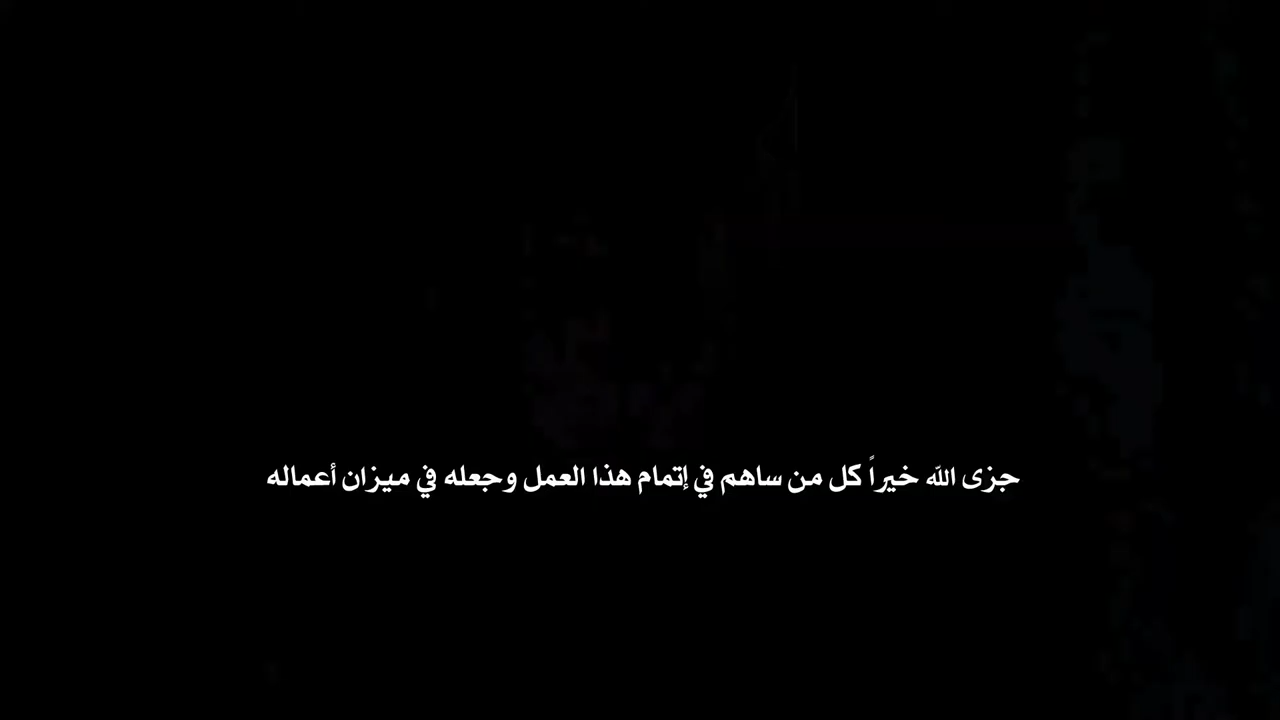 جزى الله خيراً كل من ساهم في إتمام هذا العمل وجعله في ميزان أعماله